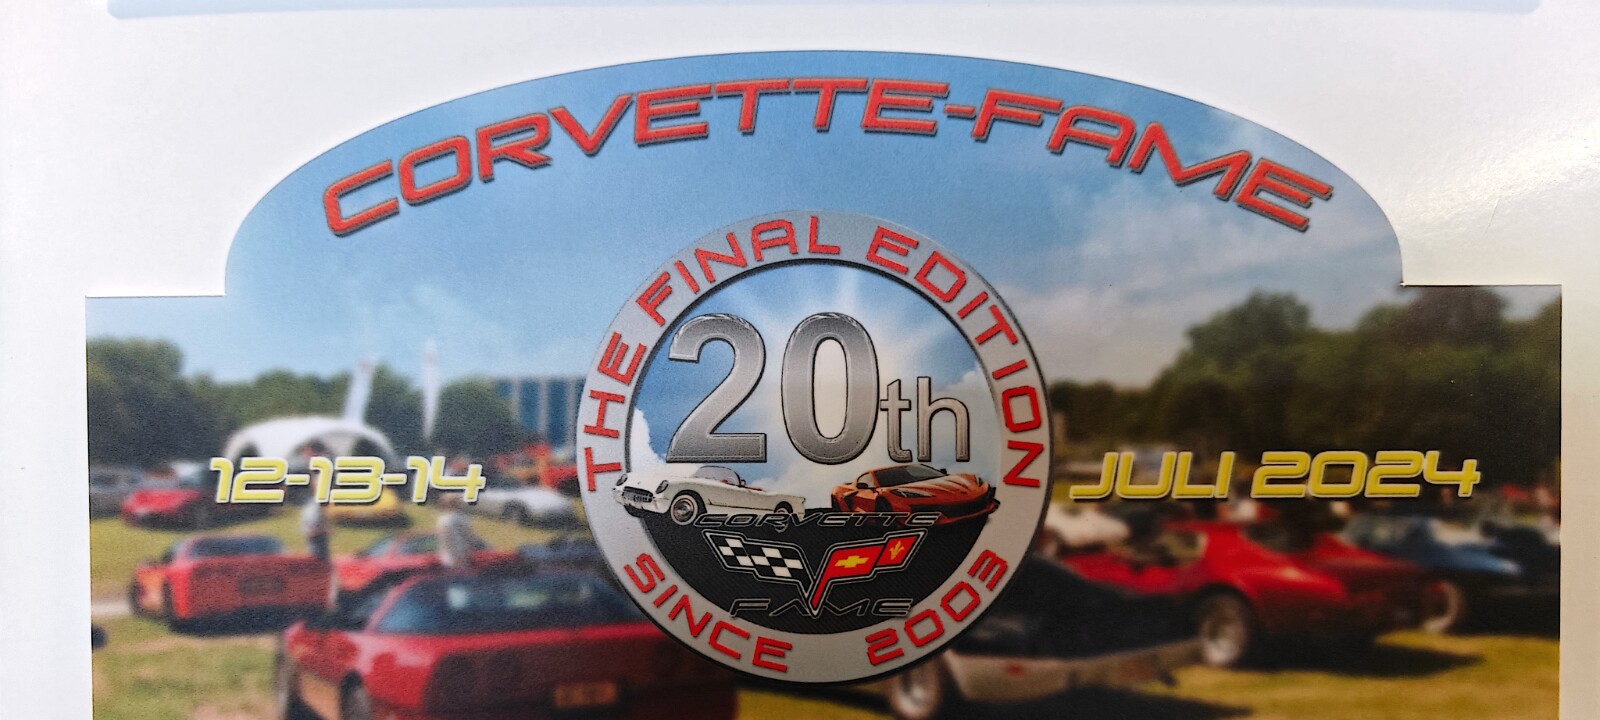 CORVETTE-FAME
THE FINAL EDITION
20th
12-13-14
JULI 2024
CORVETTE
FAME
SINCE 2003